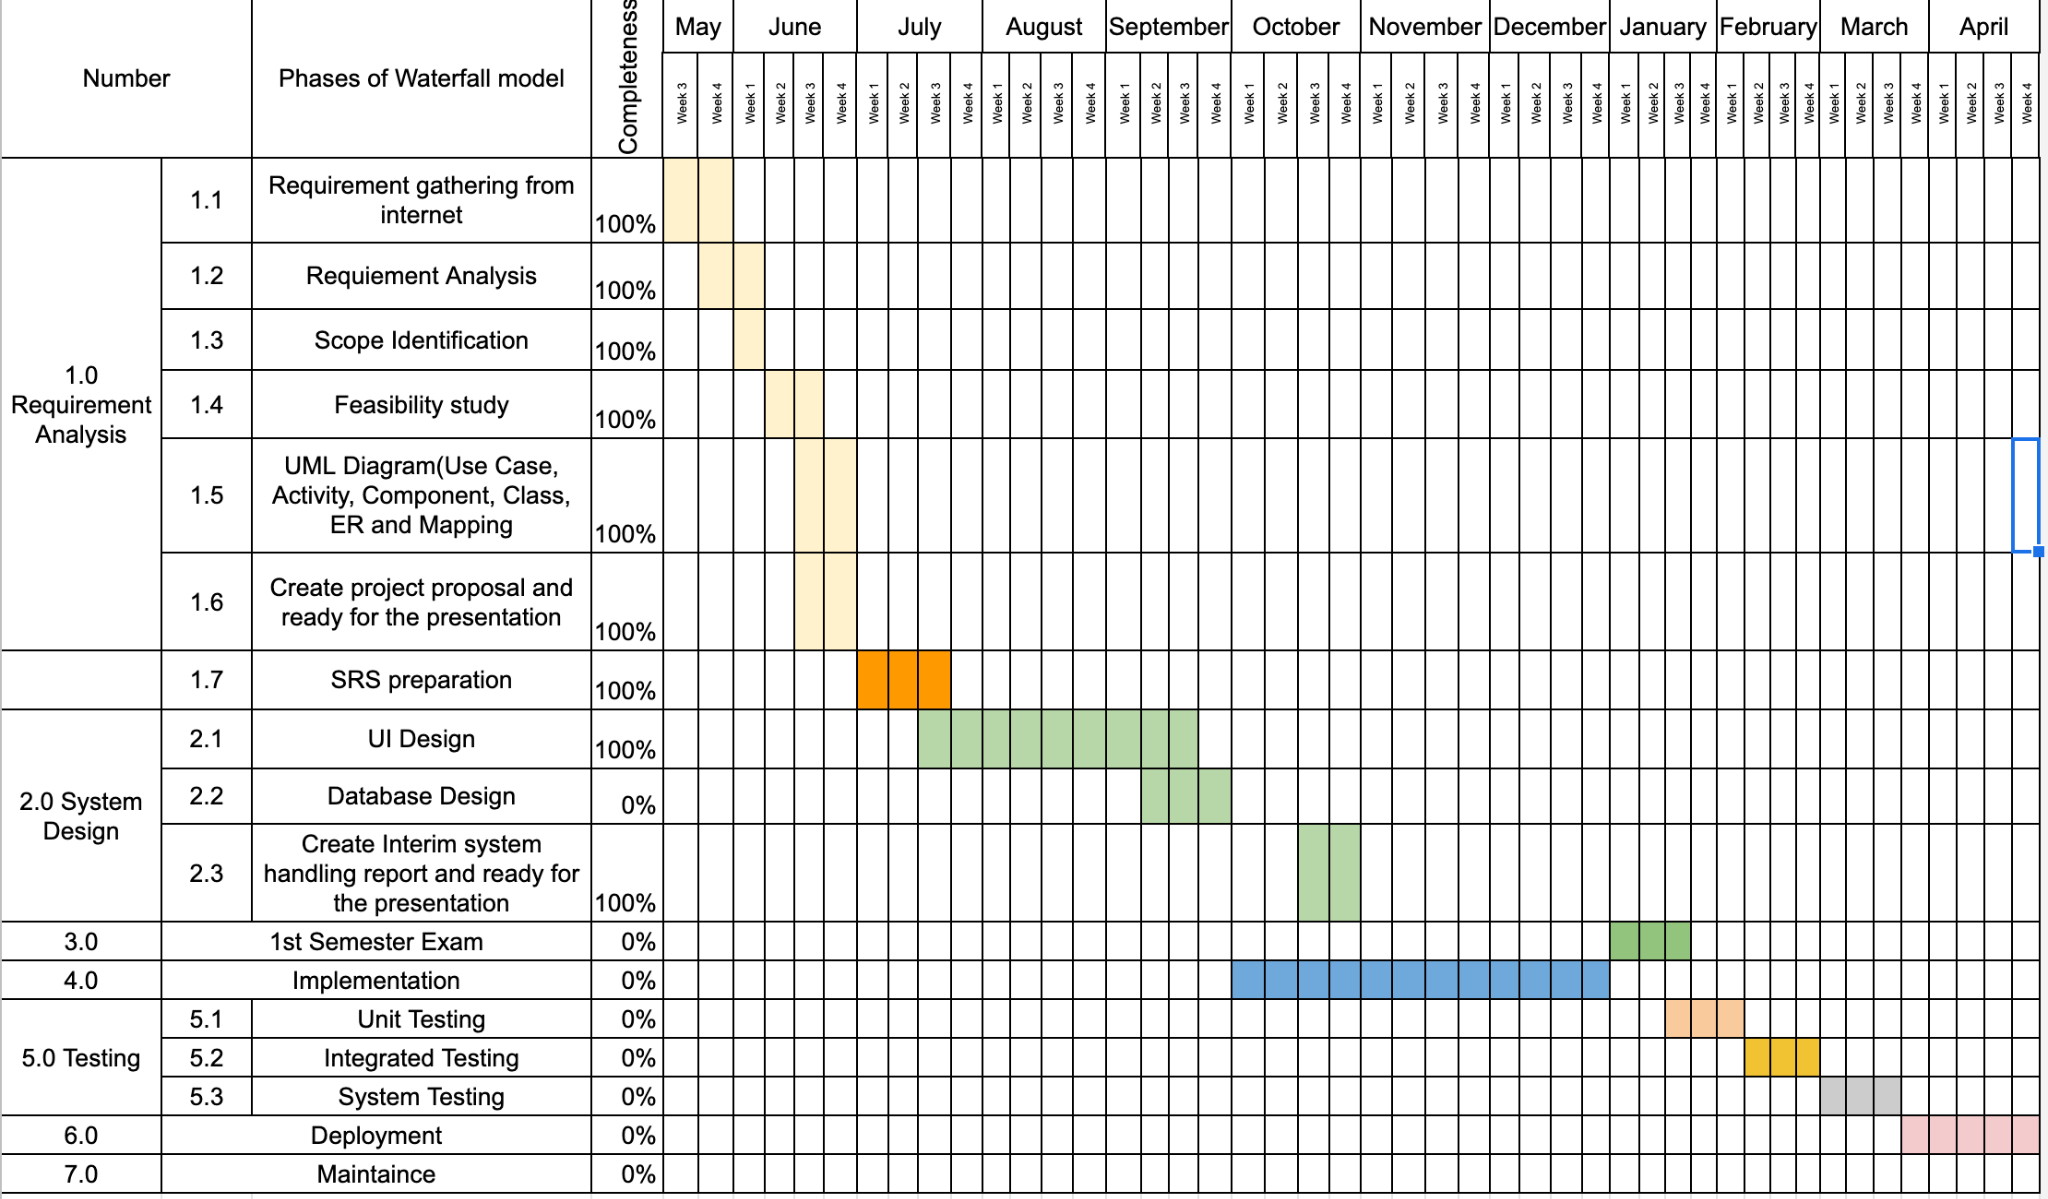 Number
Phases of Waterfall model
Completeness
May
June
July
August
September
October
November
December
January
February
March
April
Week 3
Week 4
Week 1
Week 2
Week 3
Week 4
Week 1
Week 2
Week 3
Week 4
Week 1
Week 2
Week 3
Week 4
Week 1
Week 2
Week 3
Week 4
Week 1
Week 2
Week 3
Week 4
Week 1
Week 2
Week 3
Week 4
Week 1
Week 2
Week 3
Week 4
Week 1
Week 2
Week 3
Week 4
Week 1
Week 2
Week 3
Week 4
Week 1
Week 2
Week 3
Week 4
Week 1
Week 2
Week 3
Week 4
1.0
Requirement
Analysis
1.1
Requirement gathering from
internet
100%
1.2
Requiement Analysis
100%
1.3
Scope Identification
100%
1.4
Feasibility study
100%
1.5
UML Diagram(Use Case,
Activity, Component, Class,
ER and Mapping
100%
1.6
Create project proposal and
ready for the presentation
100%
1.7
SRS preparation
100%
2.0 System
Design
2.1
UI Design
100%
2.2
Database Design
0%
2.3
Create Interim system
handling report and ready for
the presentation
100%
3.0
1st Semester Exam
0%
4.0
Implementation
0%
5.0 Testing
5.1
Unit Testing
0%
5.2
Integrated Testing
0%
5.3
System Testing
0%
6.0
Deployment
0%
7.0
Maintaince
0%